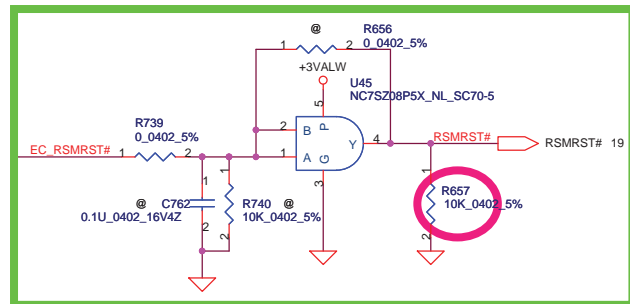 @
R656
1
2
0_0402_5%
+3VALW
U45
NC7SZ08P5X_NL_SC70-5
5
P
R739
0_0402_5%
2
B
4
EC_RSMRST#
1
2
1
A
Y
RSMRST#
RSMRST# 19
G
3
1
1
1
@
C762
R740
@
R657
0.1U_0402_16V4Z
10K_0402_5%
10K_0402_5%
2
2
2